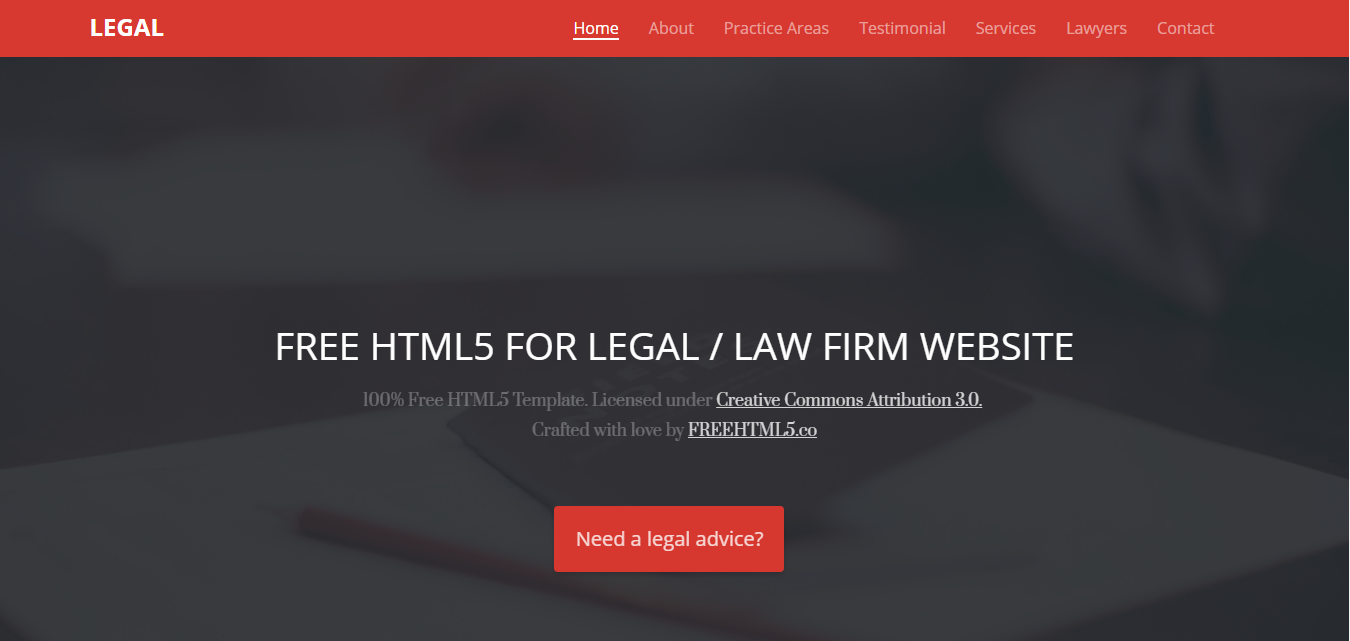 LEGAL
Home About Practice Areas Testimonial Services Lawyers Contact
FREE HTML5 FOR LEGAL / LAW FIRM WEBSITE
100% Free HTML5 Template. Licensed under Creative Commons Attribution 3.0.
Crafted with love by FREEHTML5.co
Need a legal advice?